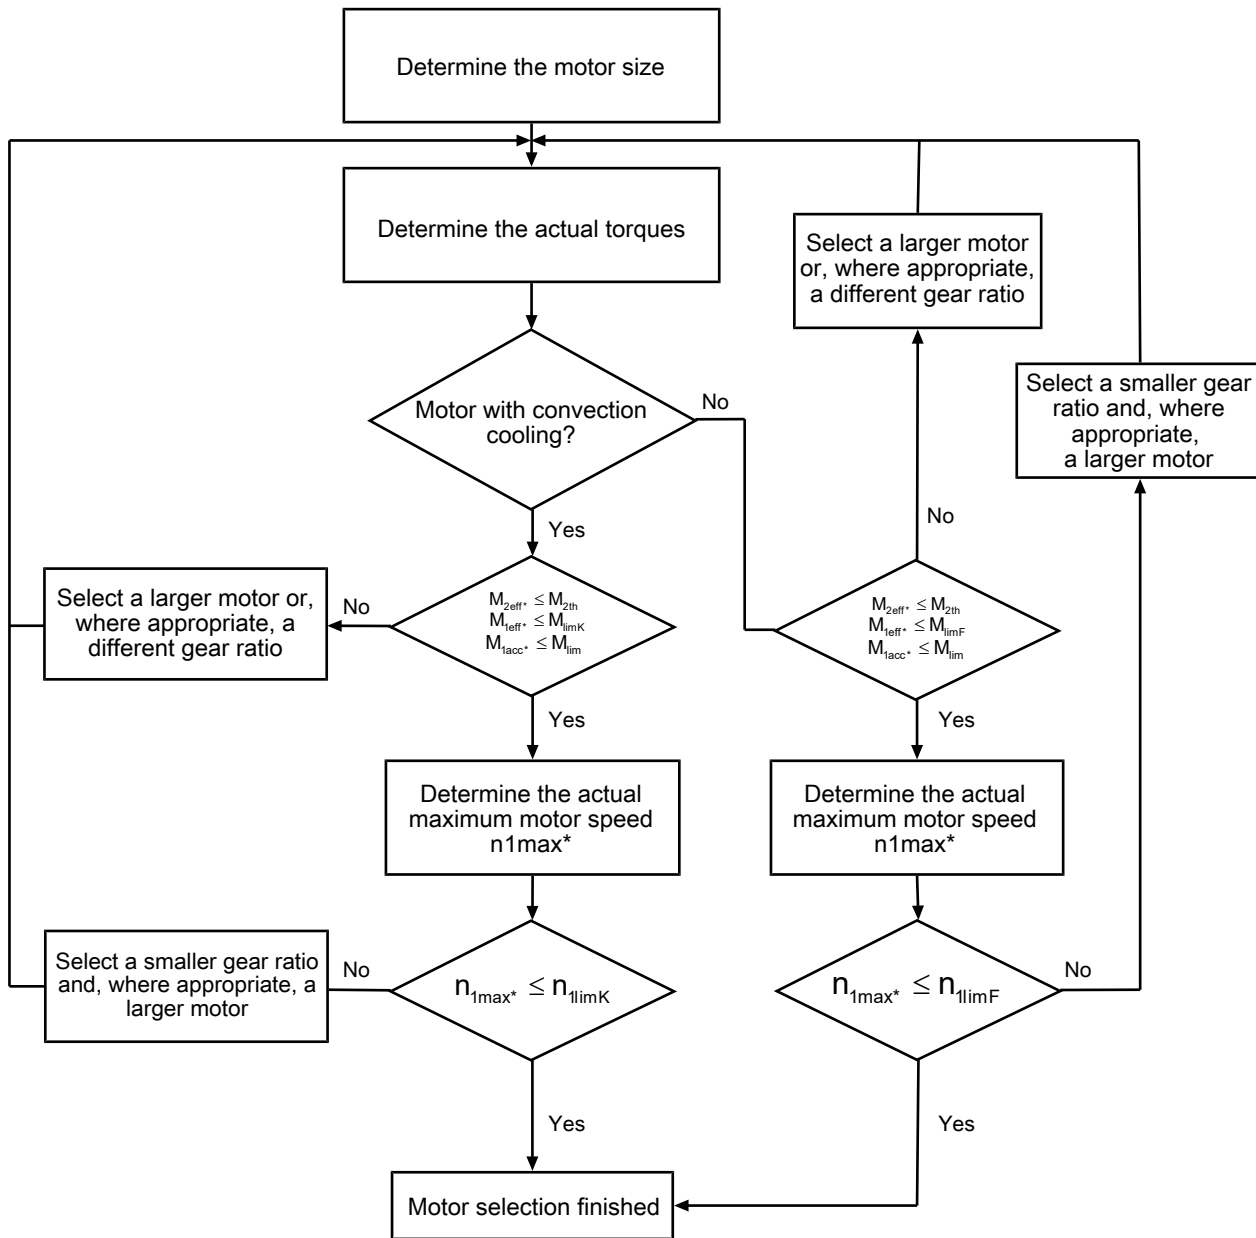 Determine the motor size
Determine the actual torques
Select a larger motor
or, where appropriate,
a different gear ratio
Motor with convection
cooling?
No
Select a smaller gear
ratio and, where
appropriate,
a larger motor
Yes
No
Select a larger motor or,
where appropriate, a
different gear ratio
No
M2eff* ≤ M2th
M1eff* ≤ MlimK
M1acc* ≤ Mlim
M2eff* ≤ M2th
M1eff* ≤ MlimF
M1acc* ≤ Mlim
Yes
Yes
Determine the actual
maximum motor speed
n1max*
Determine the actual
maximum motor speed
n1max*
Select a smaller gear ratio
and, where appropriate, a
larger motor
No
n1max* ≤ n1limK
n1max* ≤ n1limF
No
Yes
Yes
Motor selection finished